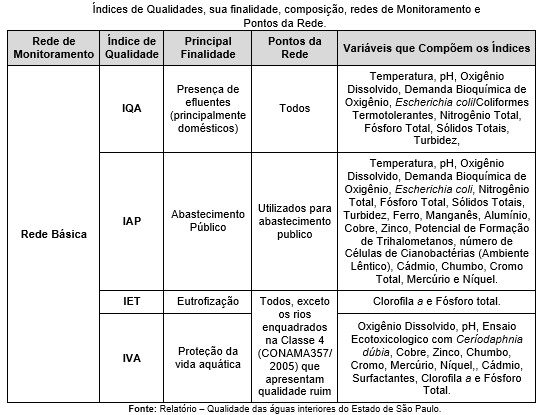 Índices de Qualidades, sua finalidade, composição, redes de Monitoramento e
Pontos da Rede.
Rede de
Monitoramento
Índice de
Qualidade
Principal
Finalidade
Pontos da
Rede
Variáveis que Compõem os Índices
Rede Básica
IQA
Presença de
efluentes
(principalmente
domésticos)
Todos
Temperatura, pH, Oxigênio
Dissolvido, Demanda Bioquímica de
Oxigênio, Escherichia coli/Coliformes
Termotolerantes, Nitrogênio Total,
Fósforo Total, Sólidos Totais,
Turbidez,
IAP
Abastecimento
Público
Utilizados para
abastecimento
publico
Temperatura, pH, Oxigênio
Dissolvido, Demanda Bioquímica de
Oxigênio, Escherichia coli, Nitrogênio
Total, Fósforo Total, Sólidos Totais,
Turbidez, Ferro, Manganês, Alumínio,
Cobre, Zinco, Potencial de Formação
de Trihalometanos, número de
Células de Cianobactérias (Ambiente
Lêntico), Cádmio, Chumbo, Cromo
Total, Mercúrio e Níquel.
IET
Eutrofização
Todos, exceto
os rios
enquadrados
na Classe 4
(CONAMA357/
2005) que
apresentam
qualidade ruim
Clorofila a e Fósforo total.
IVA
Proteção da
vida aquática
Oxigênio Dissolvido, pH, Ensaio
Ecotoxicologico com Ceriodaphnia
dúbia, Cobre, Zinco, Chumbo,
Cromo, Mercúrio, Níquel,, Cádmio,
Surfactantes, Clorofila a e Fósforo
Total.
Fonte: Relatório – Qualidade das águas interiores do Estado de São Paulo.